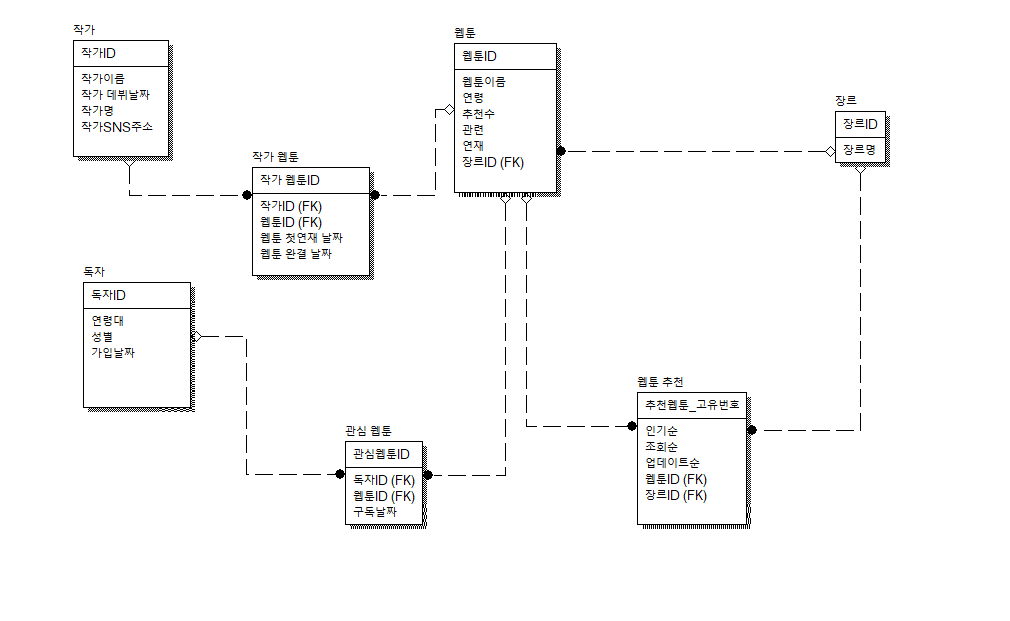 작가
작가ID
작가이름
작가 데뷔날짜
작가명
작가SNS주소
작가 웹툰
작가 웹툰ID
작가ID (FK)
웹툰ID (FK)
웹툰 첫연재 날짜
웹툰 완결 날짜
웹툰
웹툰ID
웹툰이름
연령
추천수
관련
연재
장르ID (FK)
장르
장르ID
장르명
독자
독자ID
연령대
성별
가입날짜
관심 웹툰
관심웹툰ID
독자ID (FK)
웹툰ID (FK)
구독날짜
웹툰 추천
추천웹툰_고유번호
인기순
조회순
업데이트순
웹툰ID (FK)
장르ID (FK)